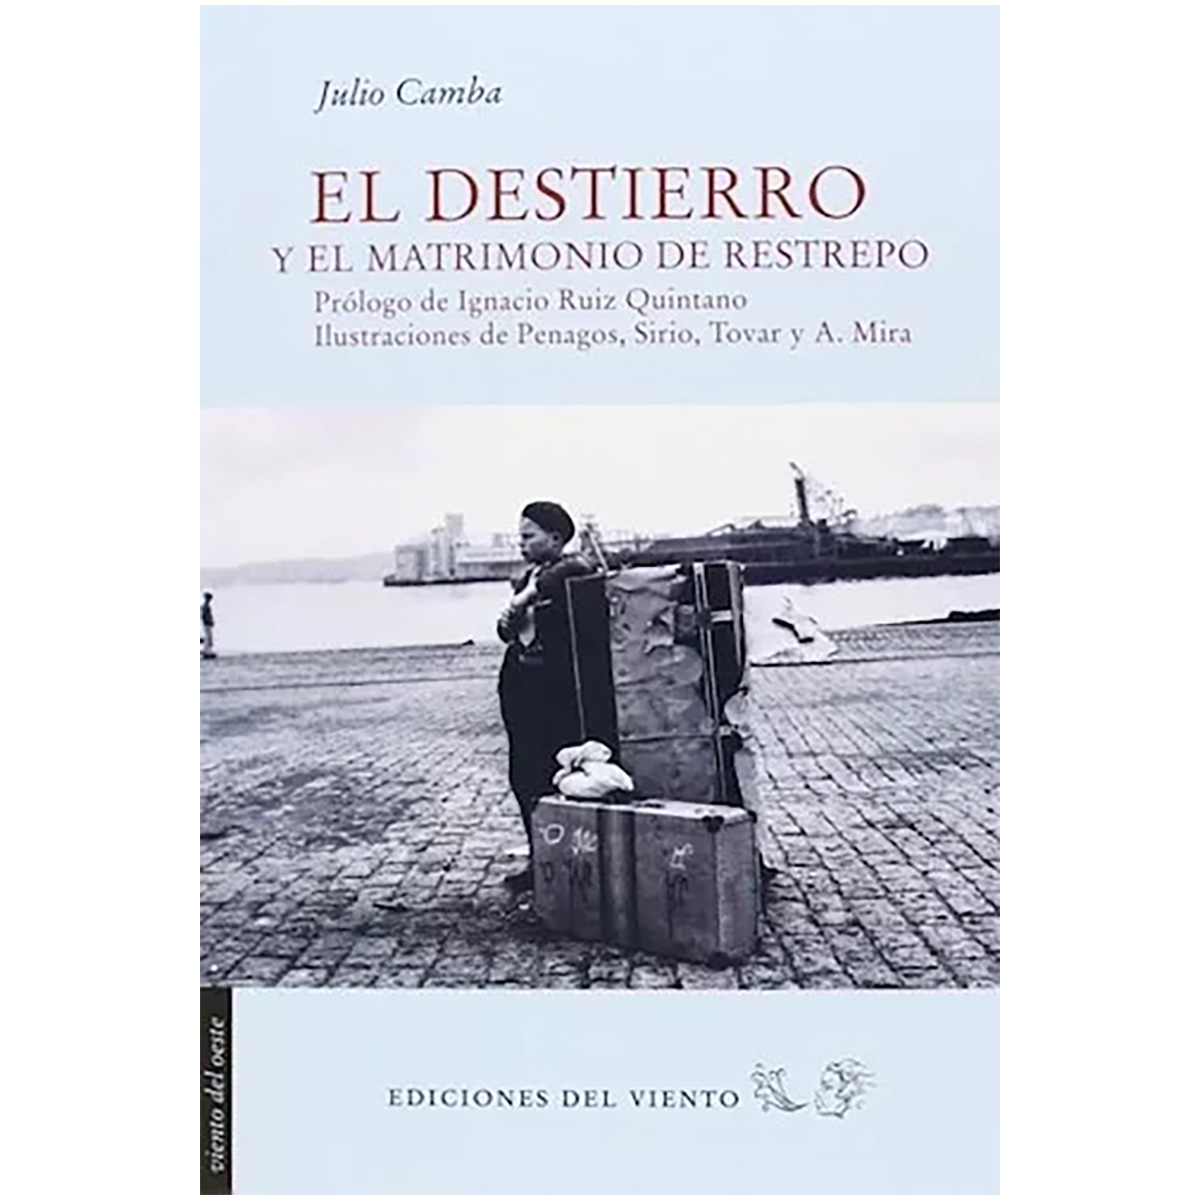 Julio Camba
EL DESTIERRO
Y EL MATRIMONIO DE RESTREPO
Prólogo de Ignacio Ruiz Quintano
Ilustraciones de Penagos, Sirio, Tovar y A. Mira
viento del oeste
EDICIONES DEL VIENTO